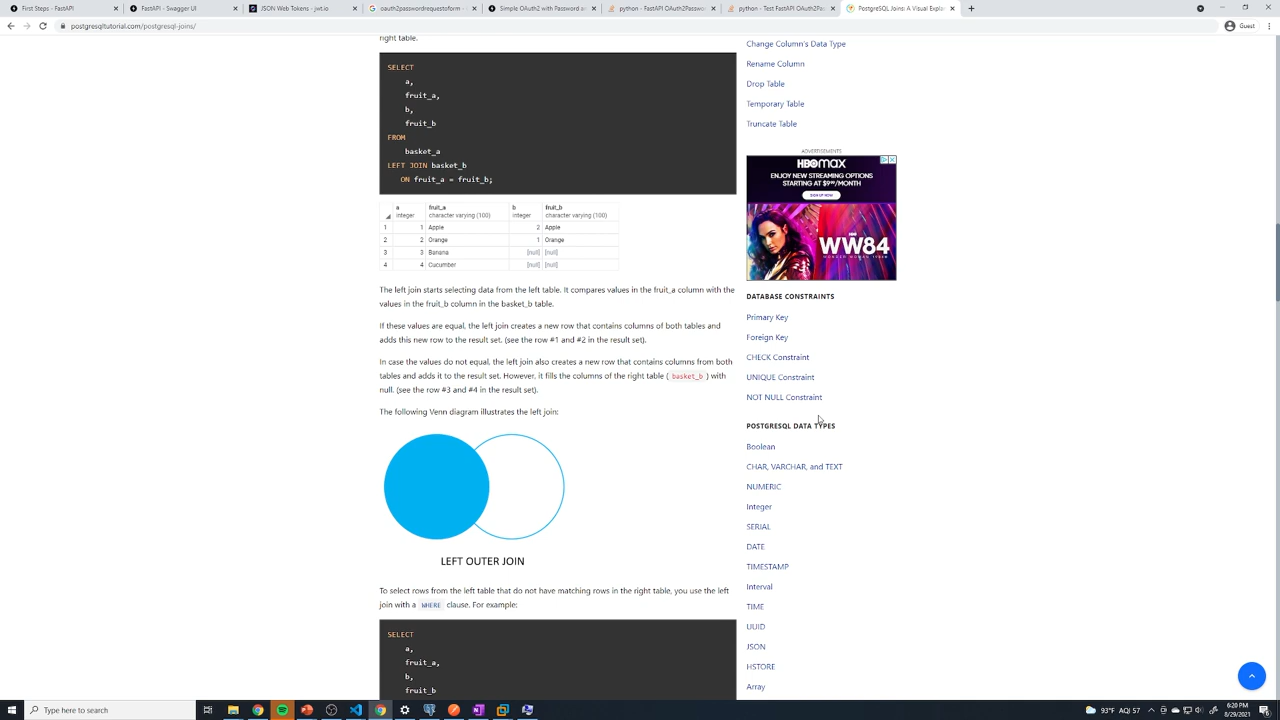 First Steps - FastAPI
FastAPI - Swagger UI
JSON Web Tokens - jwt.io
oauth2passwordrequestoform -
Simple OAuth2 with Password an
python - FastAPI OAuth2Passwo
python - Test FastAPI OAuth2Pas
PostgreSQL Joins: A Visual Expla
postgresqltutorial.com/postgresql-joins/
Guest
right table.
SELECT
a,
fruit_a,
b,
fruit_b
FROM
basket_a
LEFT JOIN basket_b
ON fruit_a = fruit_b;
a
integer
fruit_a
character varying (100)
b
integer
fruit_b
character varying (100)
1 1 Apple 2 Apple
2 2 Orange 1 Orange
3 3 Banana [null] [null]
4 4 Cucumber [null] [null]
The left join starts selecting data from the left table. It compares values in the fruit_a column with the
values in the fruit_b column in the basket_b table.
If these values are equal, the left join creates a new row that contains columns of both tables and
adds this new row to the result set. (see the row #1 and #2 in the result set).
In case the values do not equal, the left join also creates a new row that contains columns from both
tables and adds it to the result set. However, it fills the columns of the right table ( basket_b ) with
null. (see the row #3 and #4 in the result set).
The following Venn diagram illustrates the left join:
LEFT OUTER JOIN
To select rows from the left table that do not have matching rows in the right table, you use the left
join with a WHERE clause. For example:
SELECT
a,
fruit_a,
b,
fruit_b
Change Column's Data Type
Rename Column
Drop Table
Temporary Table
Truncate Table
ADVERTISEMENTS
HBOMAX
ENJOY NEW STREAMING OPTIONS
STARTING AT $9.99/MONTH
SIGN UP NOW
WW84
WONDER WOMAN 1984
DATABASE CONSTRAINTS
Primary Key
Foreign Key
CHECK Constraint
UNIQUE Constraint
NOT NULL Constraint
POSTGRESQL DATA TYPES
Boolean
CHAR, VARCHAR, and TEXT
NUMERIC
Integer
SERIAL
DATE
TIMESTAMP
Interval
TIME
UUID
JSON
HSTORE
Array
Type here to search
93°F AQI 57
6:20 PM
8/29/2021